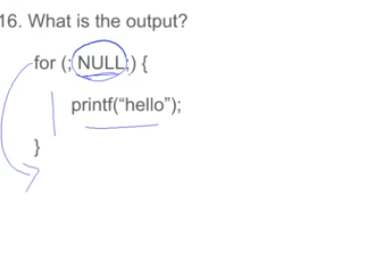 16. What is the output?
for (; NULL;) {
printf(“hello”);
}